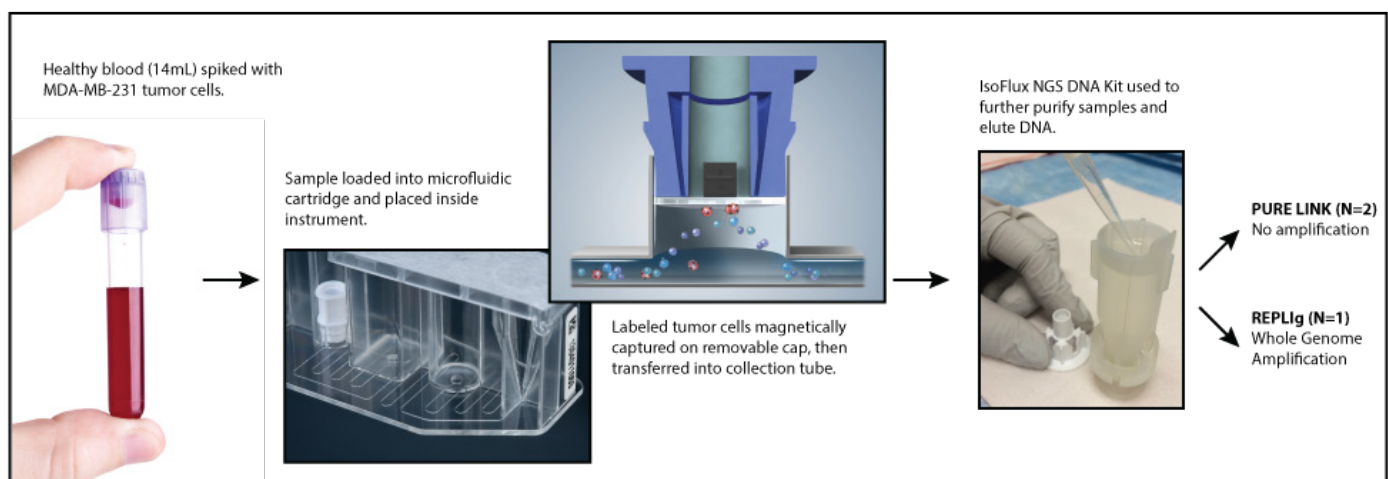 Healthy blood (14mL) spiked with
MDA-MB-231 tumor cells.
Sample loaded into microfluidic
cartridge and placed inside
instrument.
Labeled tumor cells magnetically
captured on removable cap, then
transferred into collection tube.
IsoFlux NGS DNA Kit used to
further purify samples and
elute DNA.
PURE LINK (N=2)
No amplification
REPLIg (N=1)
Whole Genome
Amplification